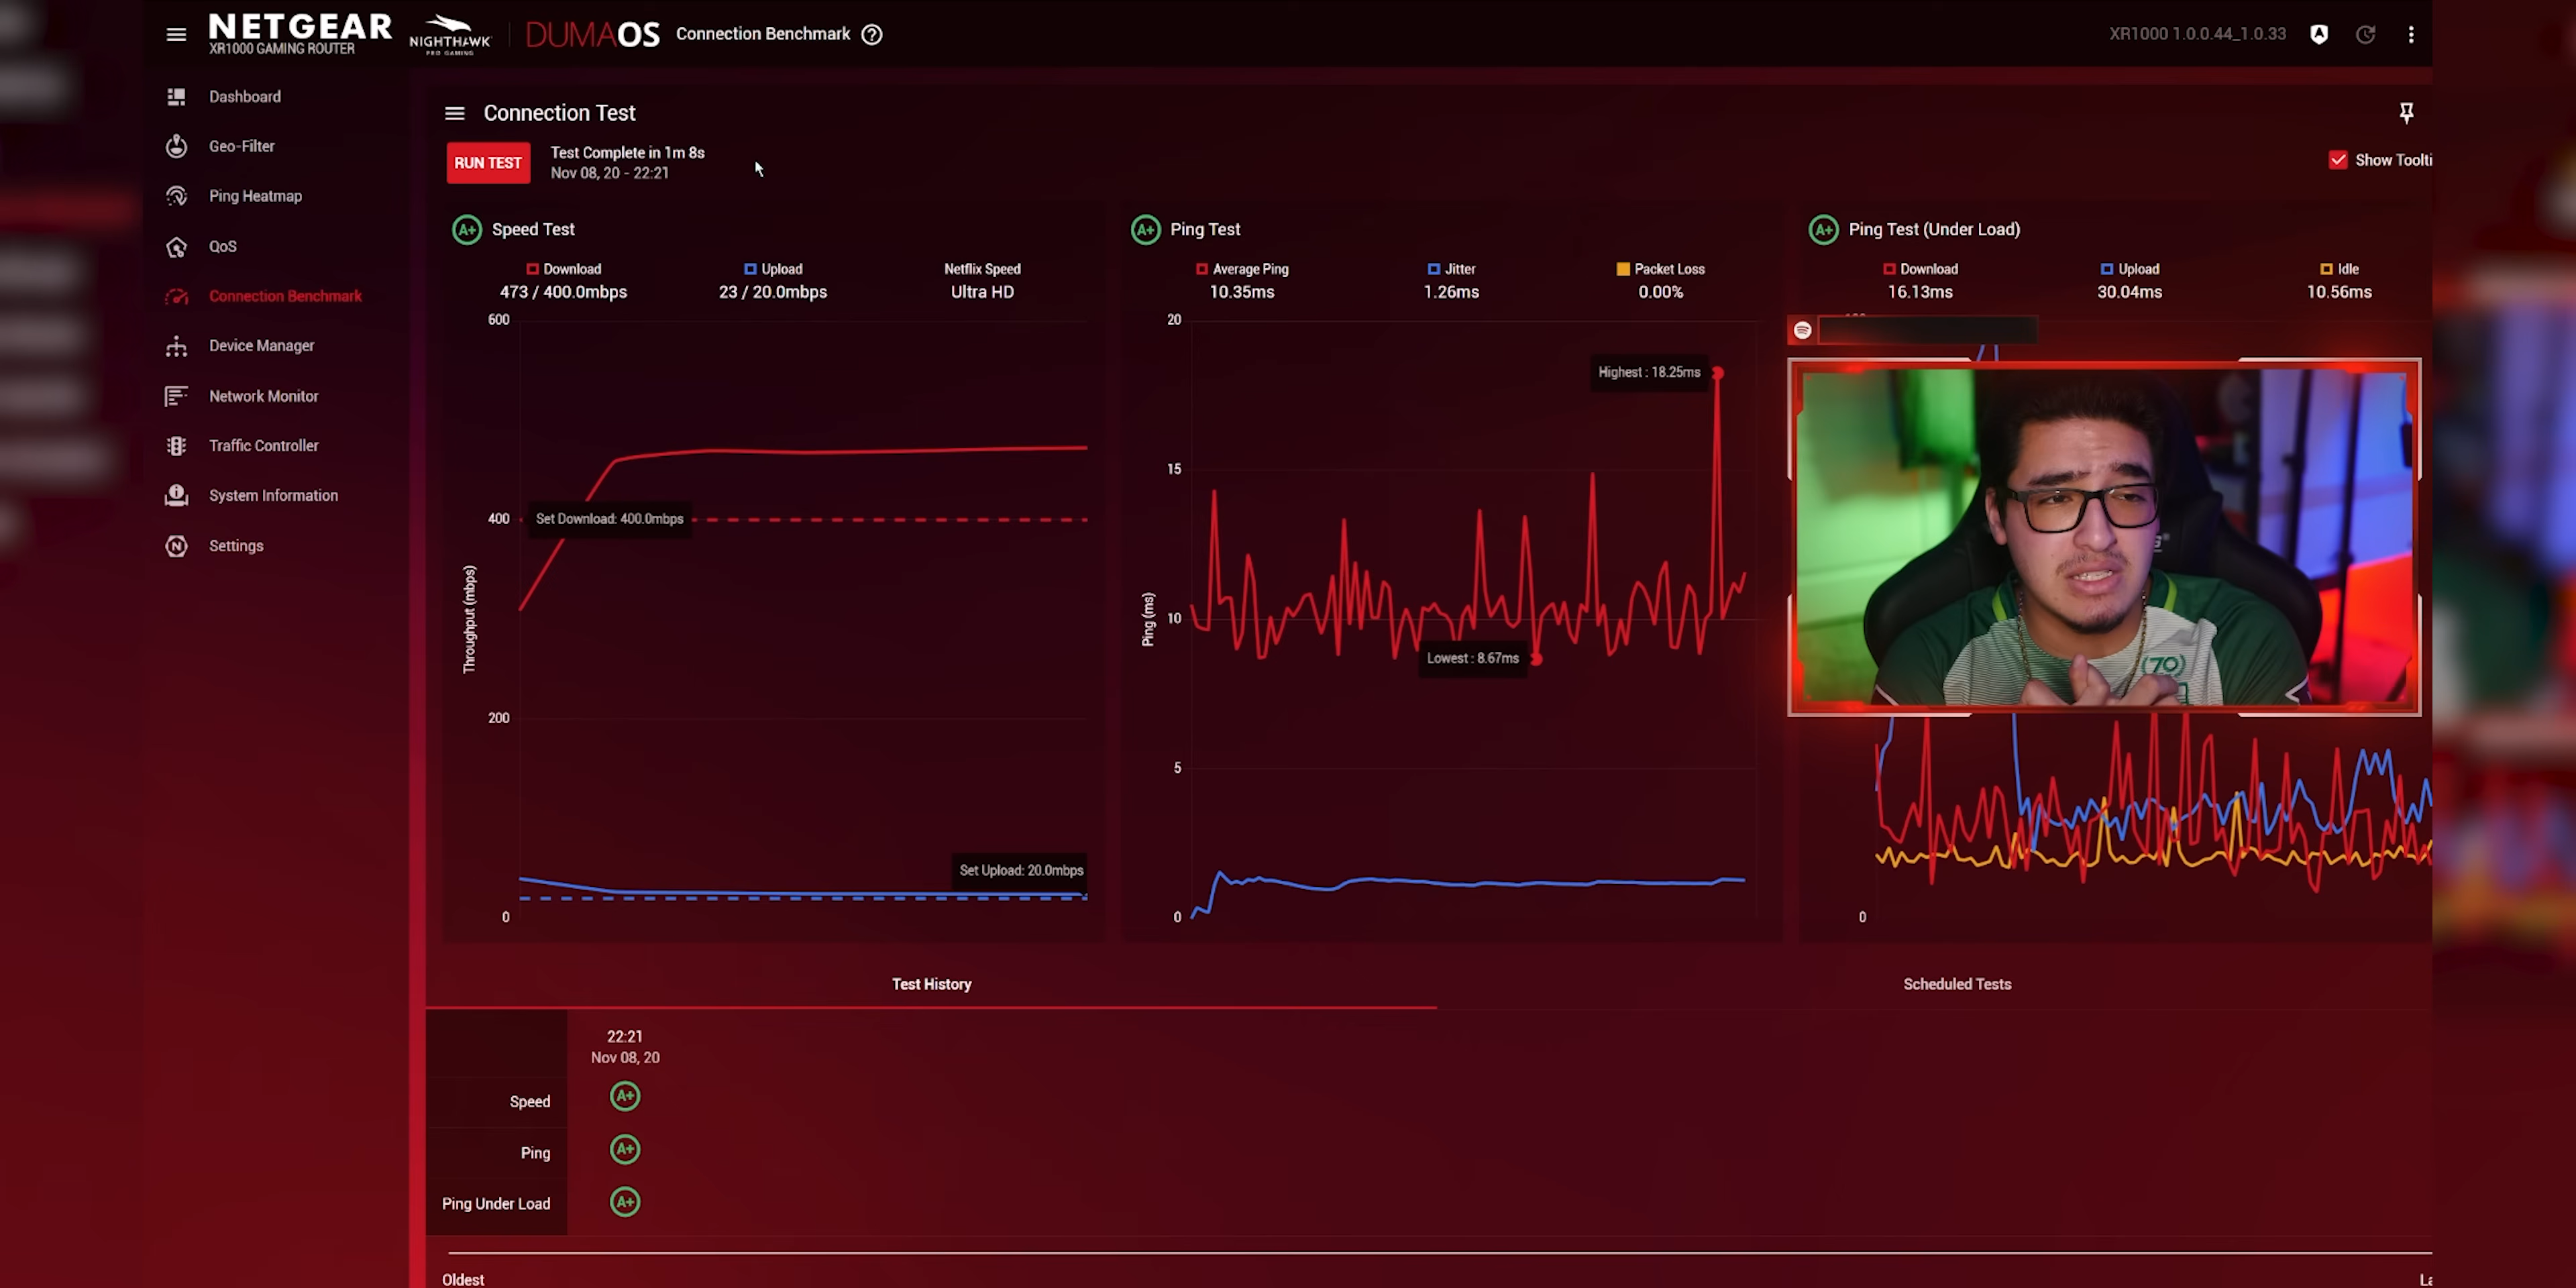 NETGEAR
XR1000 GAMING ROUTER
NIGHTHAWK
PRO GAMING
DUMAOS
Connection Benchmark
XR1000 1.0.0.44_1.0.33
Dashboard
Geo-Filter
Ping Heatmap
QoS
Connection Benchmark
Device Manager
Network Monitor
Traffic Controller
System Information
Settings
Connection Test
RUN TEST
Test Complete in 1m 8s
Nov 08, 20 - 22:21
Show Toolti
A+ Speed Test
Download Upload Netflix Speed
473 / 400.0mbps 23 / 20.0mbps Ultra HD
600
400
200
0
Throughput (mbps)
Set Download: 400.0mbps
Set Upload: 20.0mbps
A+ Ping Test
Average Ping Jitter Packet Loss
10.35ms 1.26ms 0.00%
20
15
10
5
0
Ping (ms)
Highest : 18.25ms
Lowest : 8.67ms
A+ Ping Test (Under Load)
Download Upload Idle
16.13ms 30.04ms 10.56ms
0
(70)
Test History
Scheduled Tests
22:21
Nov 08, 20
Speed A+
Ping A+
Ping Under Load A+
Oldest
La